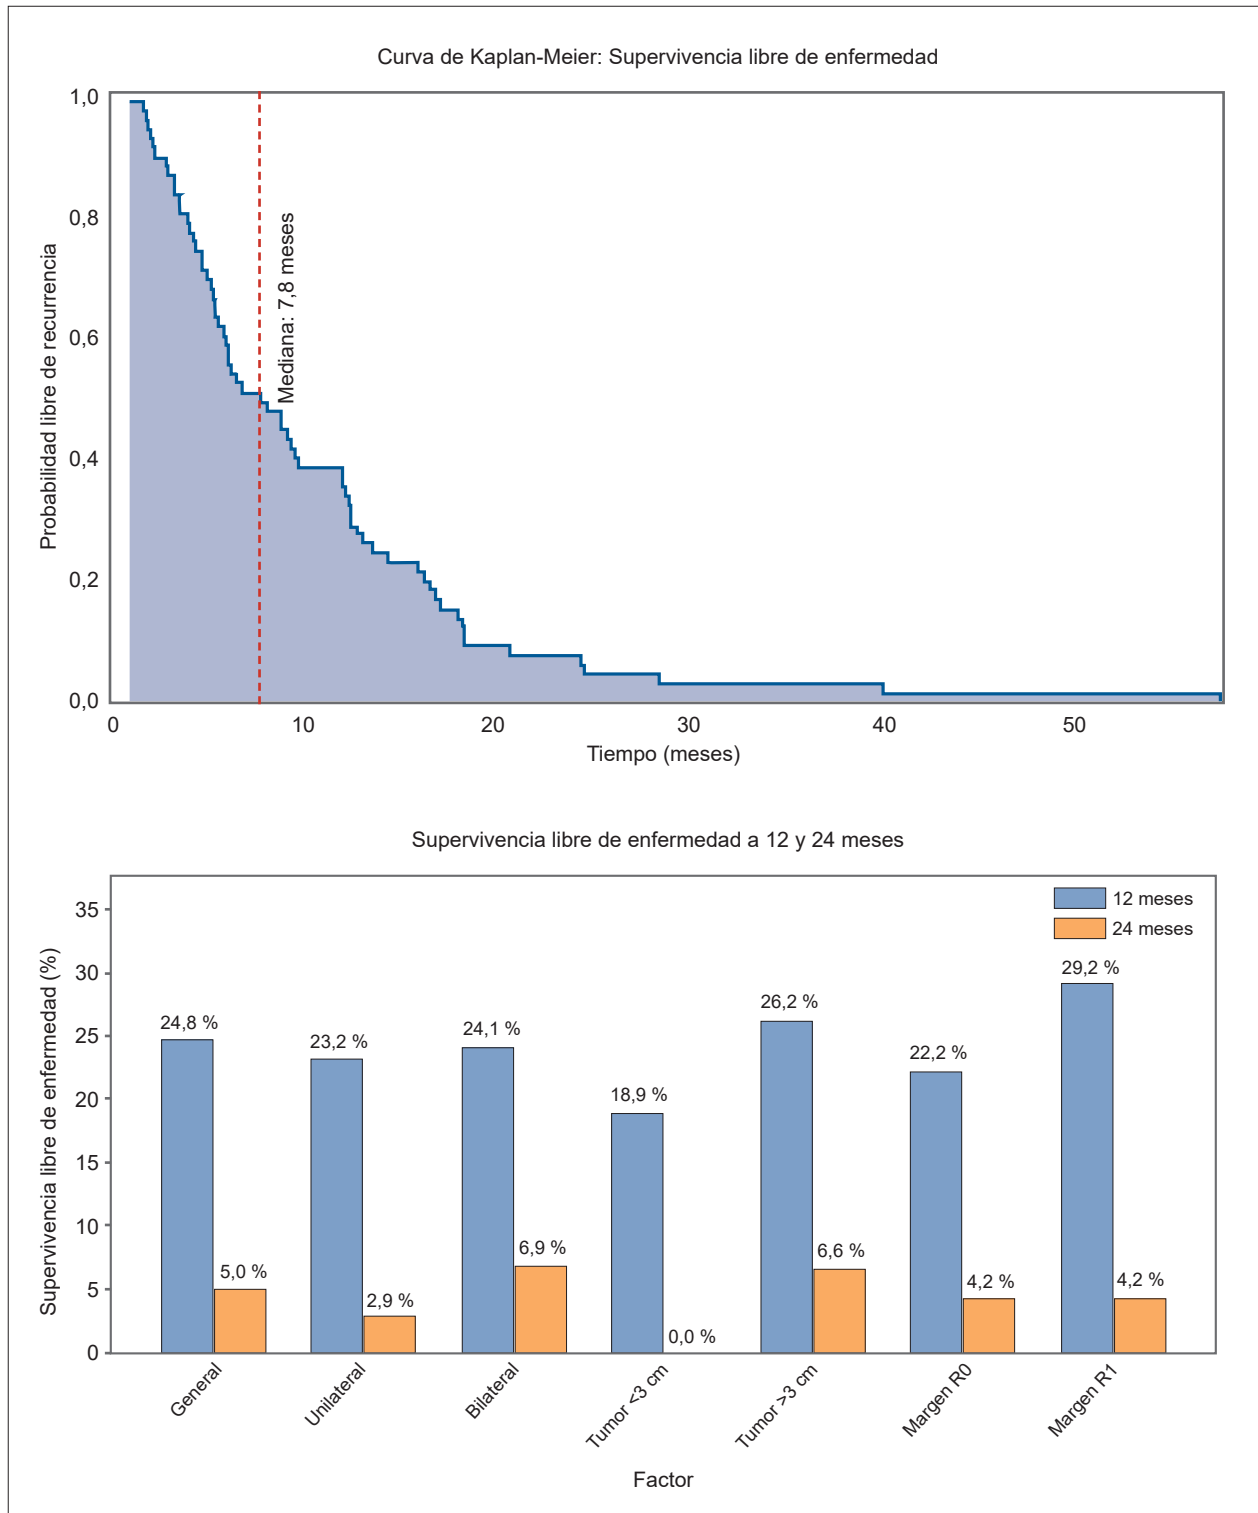 Curva de Kaplan-Meier: Supervivencia libre de enfermedad
Probabilidad libre de recurrencia
1,0
0,8
0,6
0,4
0,2
0,0
Mediana: 7,8 meses
0 10 20 30 40 50
Tiempo (meses)
Supervivencia libre de enfermedad a 12 y 24 meses
Supervivencia libre de enfermedad (%)
35
30
25
20
15
10
5
0
12 meses
24 meses
24,8 %
5,0 %
23,2 %
2,9 %
24,1 %
6,9 %
18,9 %
0,0 %
26,2 %
6,6 %
22,2 %
4,2 %
29,2 %
4,2 %
General
Unilateral
Bilateral
Tumor <3 cm
Tumor >3 cm
Margen R0
Margen R1
Factor